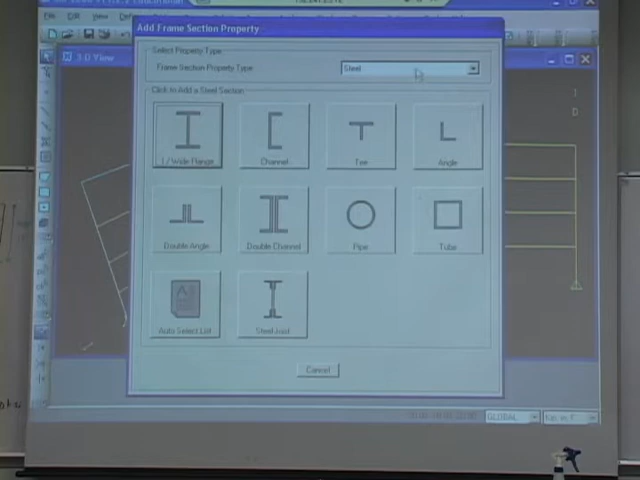 File Edit View
Add Frame Section Property
Select Property Type
Frame Section Property Type Steel
3-D View
Click to Add a Steel Section
I / Wide Flange Channel Tee Angle
Double Angle Double Channel Pipe Tube
Auto Select List Steel Joist
Cancel
GLOBAL Kip, in, F